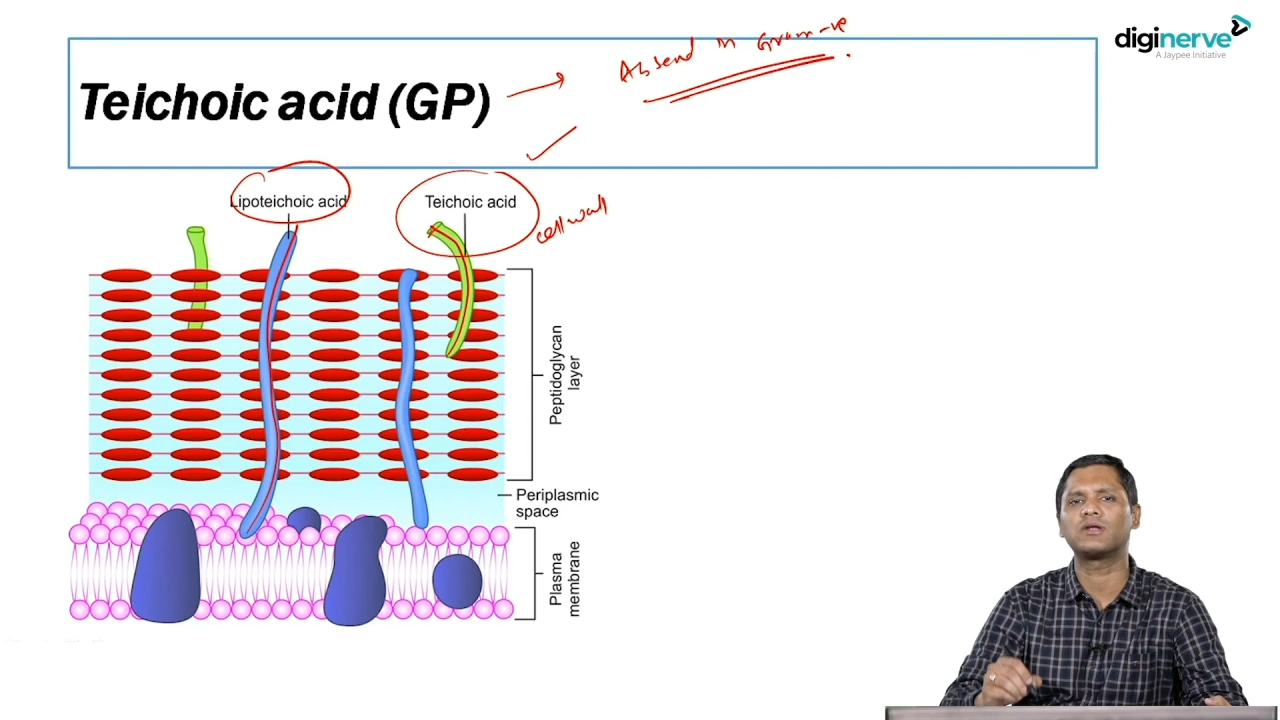 diginerve
A Jaypee Initiative
Absend in Gram-ve
Teichoic acid (GP)
Lipoteichoic acid
Teichoic acid
cell wall
Peptidoglycan
layer
Periplasmic
space
Plasma
membrane